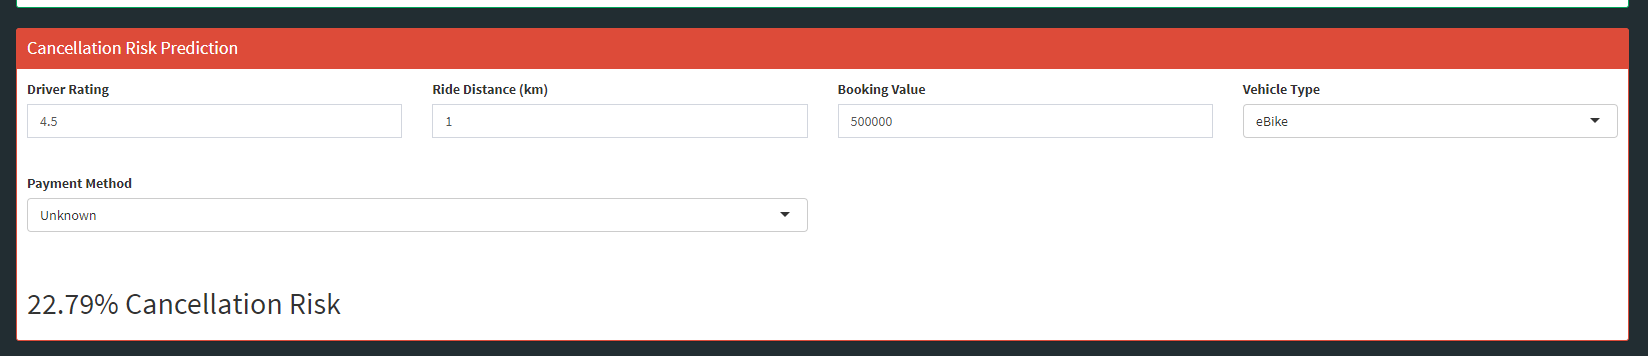 Cancellation Risk Prediction
Driver Rating
Ride Distance (km)
Booking Value
Vehicle Type
4.5
1
500000
eBike
Payment Method
Unknown
22.79% Cancellation Risk